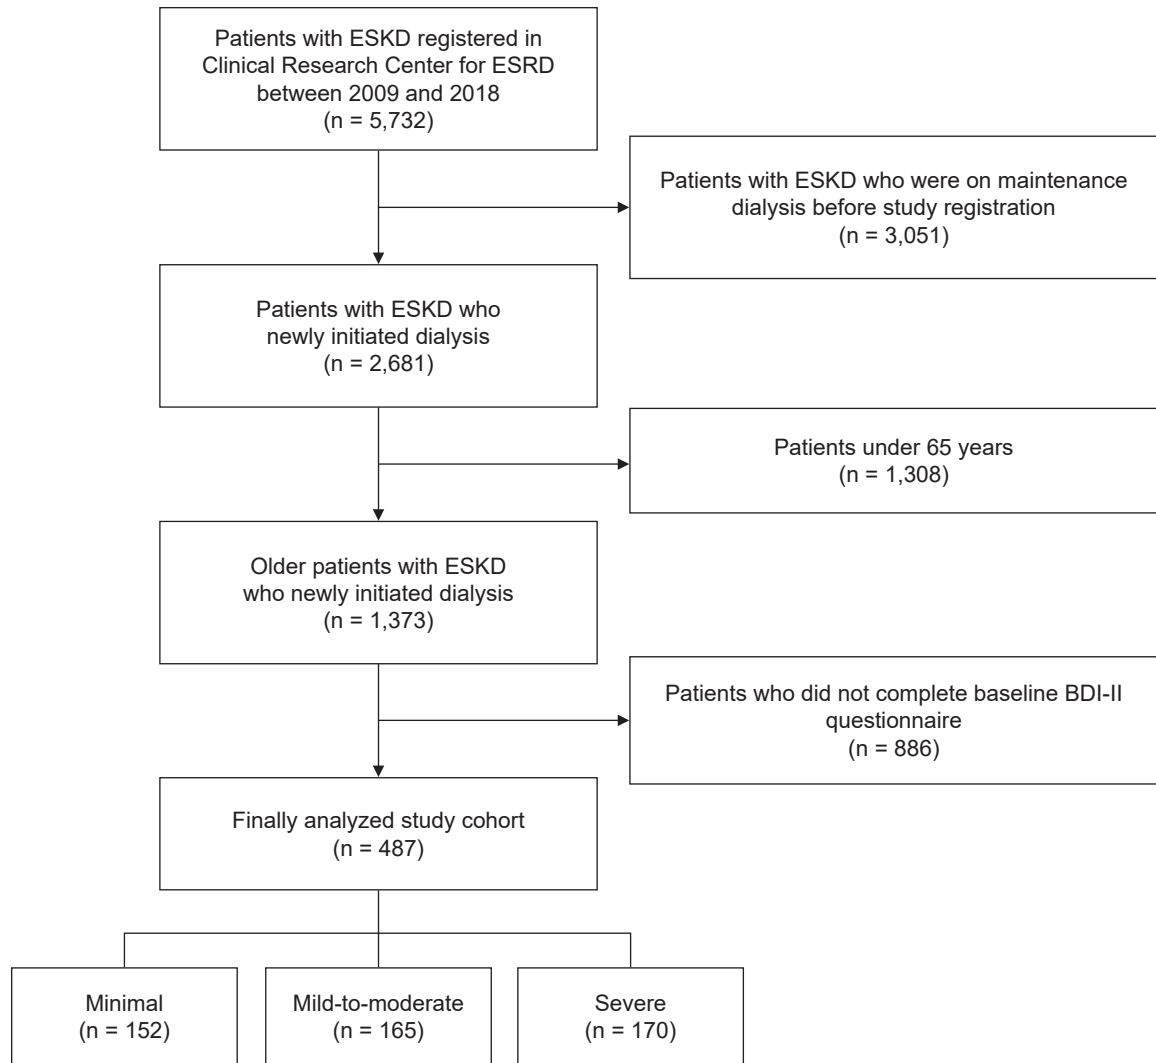 Patients with ESKD registered in
Clinical Research Center for ESRD
between 2009 and 2018
(n = 5,732)
Patients with ESKD who were on maintenance
dialysis before study registration
(n = 3,051)
Patients with ESKD who
newly initiated dialysis
(n = 2,681)
Patients under 65 years
(n = 1,308)
Older patients with ESKD
who newly initiated dialysis
(n = 1,373)
Patients who did not complete baseline BDI-II
questionnaire
(n = 886)
Finally analyzed study cohort
(n = 487)
Minimal
(n = 152)
Mild-to-moderate
(n = 165)
Severe
(n = 170)